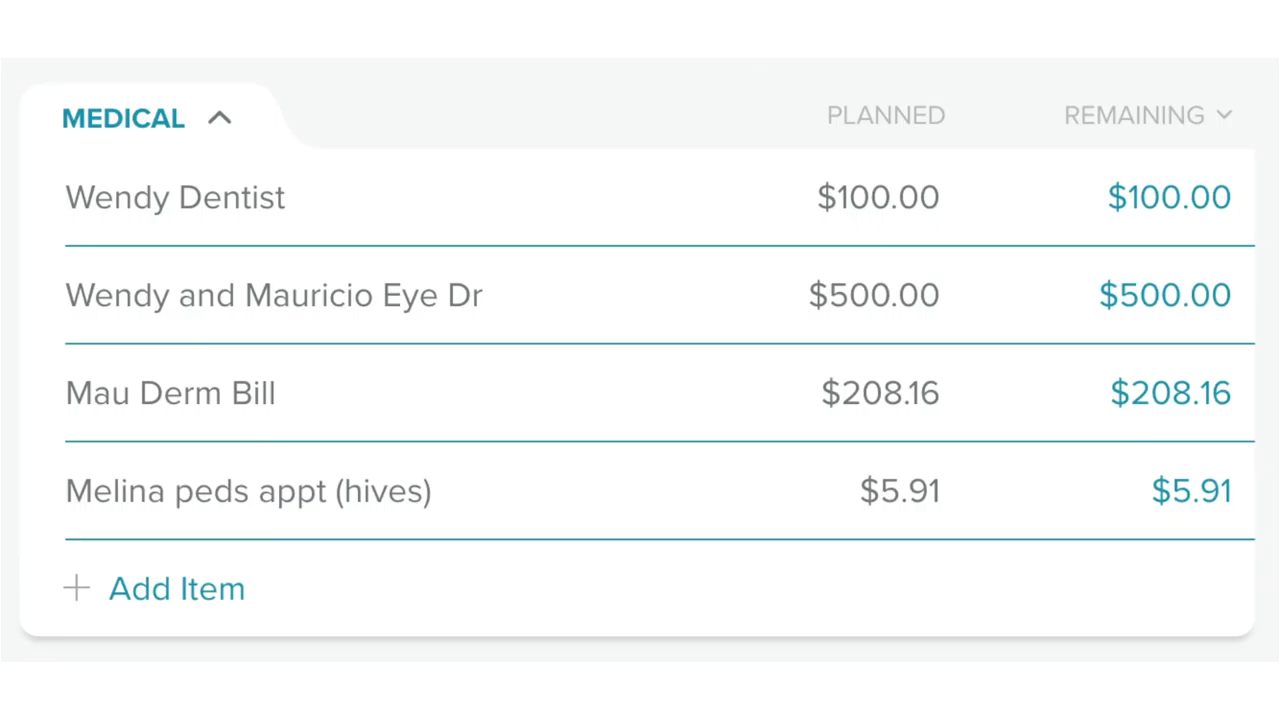 MEDICAL PLANNED REMAINING
Wendy Dentist $100.00 $100.00
Wendy and Mauricio Eye Dr $500.00 $500.00
Mau Derm Bill $208.16 $208.16
Melina peds appt (hives) $5.91 $5.91
+ Add Item